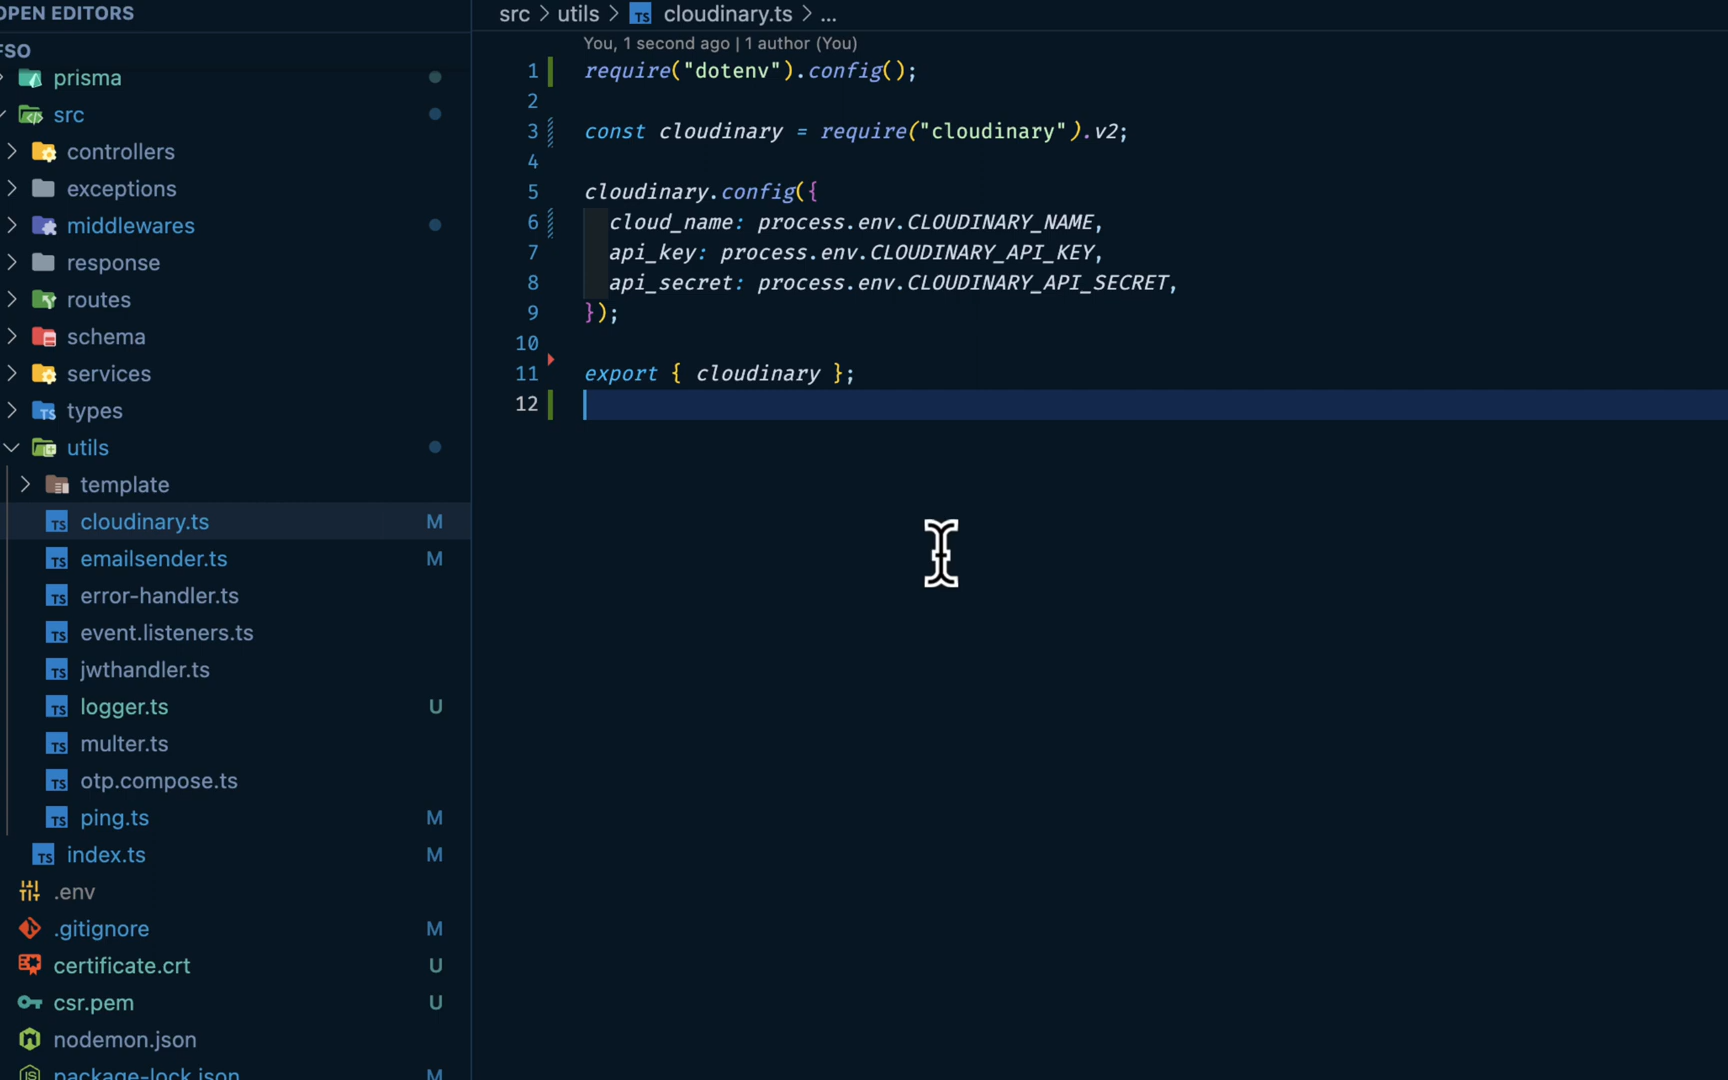 OPEN EDITORS
FSO
prisma
src
controllers
exceptions
middlewares
response
routes
schema
services
types
utils
template
cloudinary.ts M
emailsender.ts M
error-handler.ts
event.listeners.ts
jwthandler.ts
logger.ts U
multer.ts
otp.compose.ts
ping.ts M
index.ts M
.env
.gitignore M
certificate.crt U
csr.pem U
nodemon.json
package-lock.json M
src > utils > TS cloudinary.ts > ...
You, 1 second ago | 1 author (You)
1 require("dotenv").config();
2
3 const cloudinary = require("cloudinary").v2;
4
5 cloudinary.config({
6 cloud_name: process.env.CLOUDINARY_NAME,
7 api_key: process.env.CLOUDINARY_API_KEY,
8 api_secret: process.env.CLOUDINARY_API_SECRET,
9 });
10
11 export { cloudinary };
12